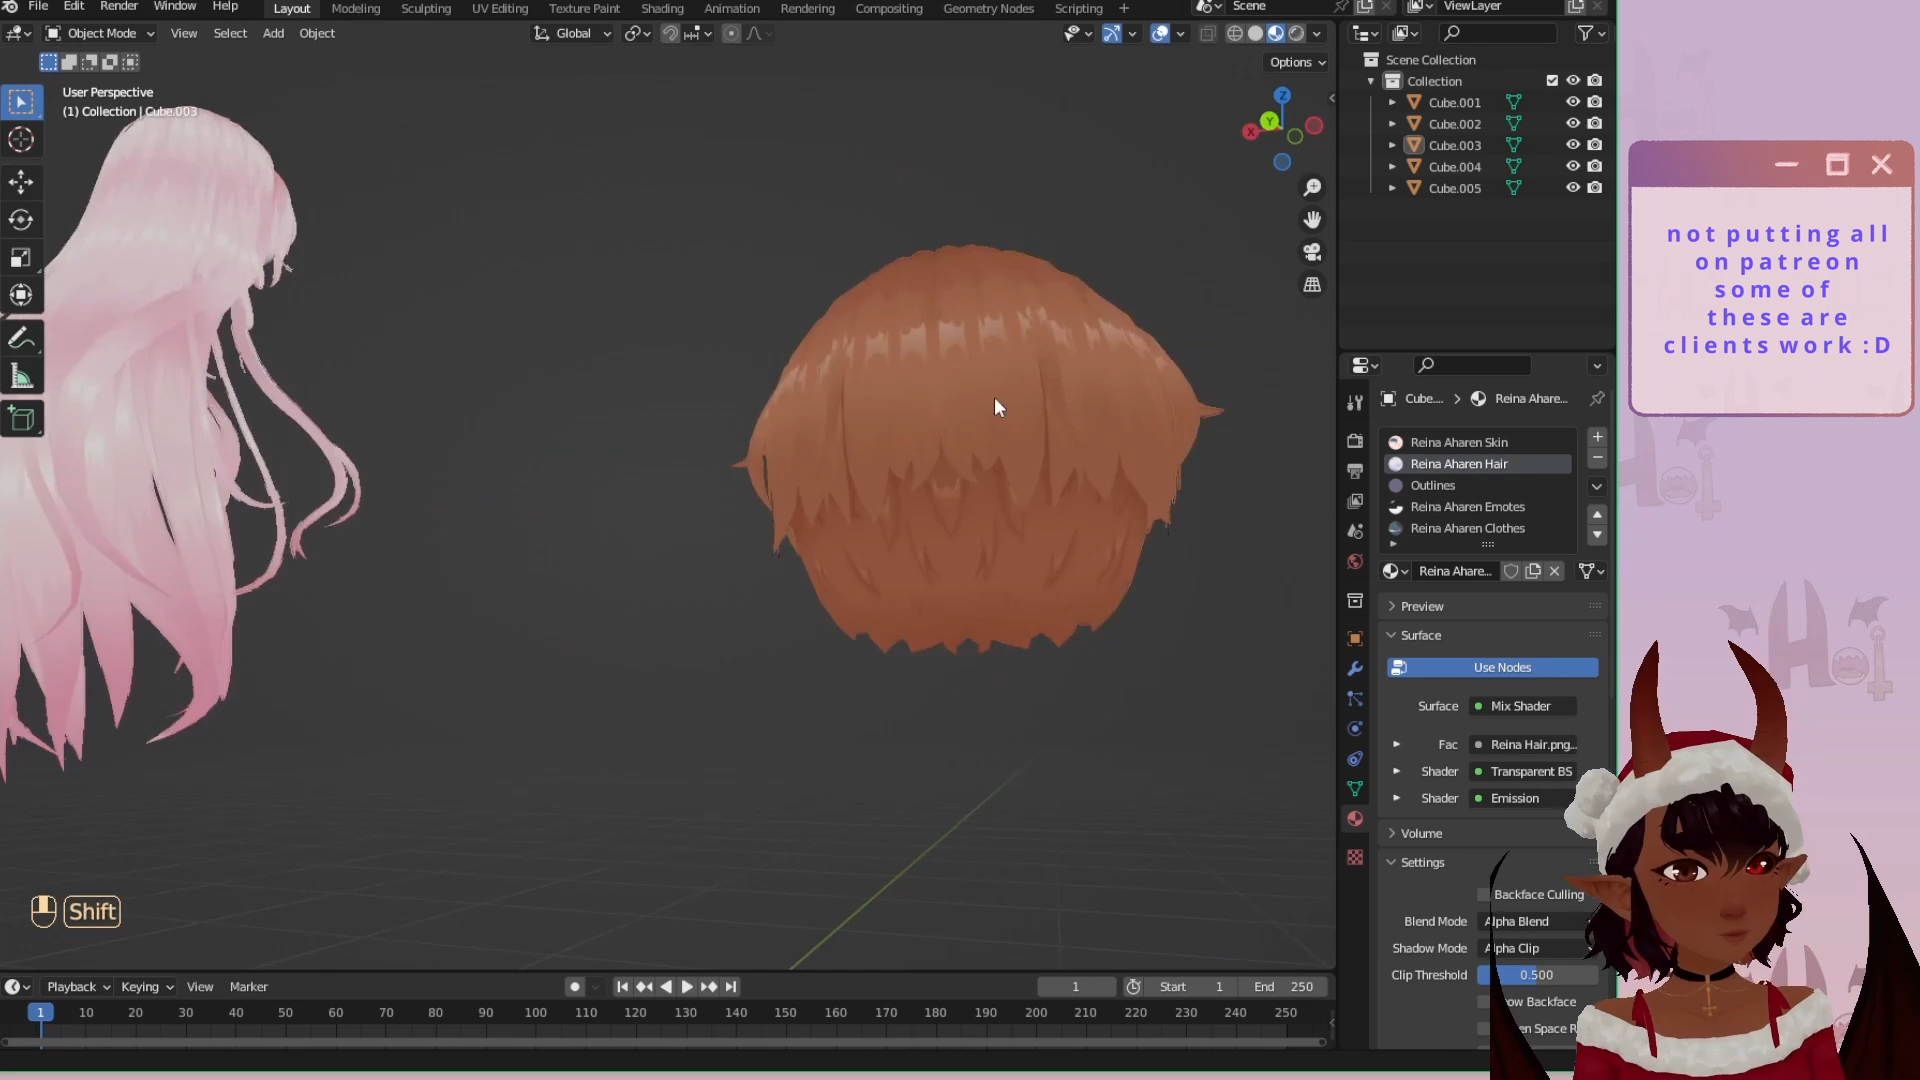 File Edit Render Window Help Layout Modeling Sculpting UV Editing Texture Paint Shading Animation Rendering Compositing Geometry Nodes Scripting + Scene ViewLayer
Object Mode View Select Add Object Global
Options
User Perspective
(1) Collection | Cube.003
Z
Y
X
Scene Collection
Collection
Cube.001
Cube.002
Cube.003
Cube.004
Cube.005
not putting all
on patreon
some of
these are
clients work :D
Cube.... > Reina Ahare...
Reina Aharen Skin
Reina Aharen Hair
Outlines
Reina Aharen Emotes
Reina Aharen Clothes
Reina Ahare...
Preview
Surface
Use Nodes
Surface Mix Shader
Fac Reina Hair.png...
Shader Transparent BS
Shader Emission
Volume
Settings
Backface Culling
Blend Mode Alpha Blend
Shadow Mode Alpha Clip
Clip Threshold 0.500
ow Backface
en Space R
Shift
Playback Keying View Marker 1 Start 1 End 250
1 10 20 30 40 50 60 70 80 90 100 110 120 130 140 150 160 170 180 190 200 210 220 230 240 250